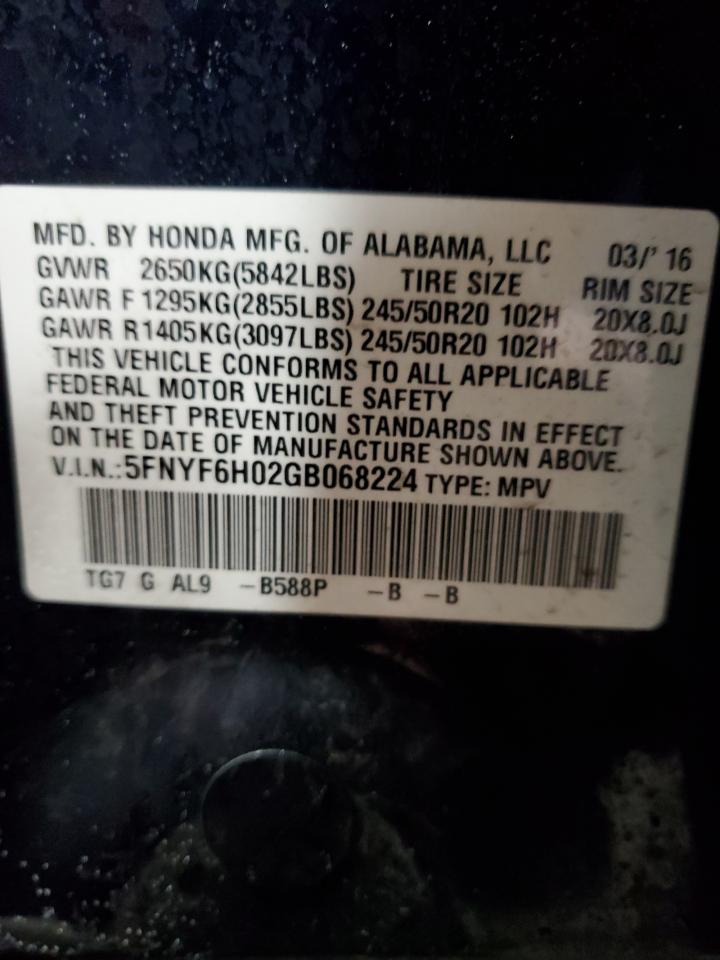 MFD. BY HONDA MFG. OF ALABAMA, LLC 03/' 16
GVWR 2650KG(5842LBS) TIRE SIZE RIM SIZE
GAWR F 1295KG(2855LBS) 245/50R20 102H 20X8.0J
GAWR R1405KG(3097LBS) 245/50R20 102H 20X8.0J
THIS VEHICLE CONFORMS TO ALL APPLICABLE
FEDERAL MOTOR VEHICLE SAFETY
AND THEFT PREVENTION STANDARDS IN EFFECT
ON THE DATE OF MANUFACTURE SHOWN ABOVE.
V.I.N.:5FNYF6H02GB068224 TYPE: MPV
TG7 G AL9 -B588P -B -B